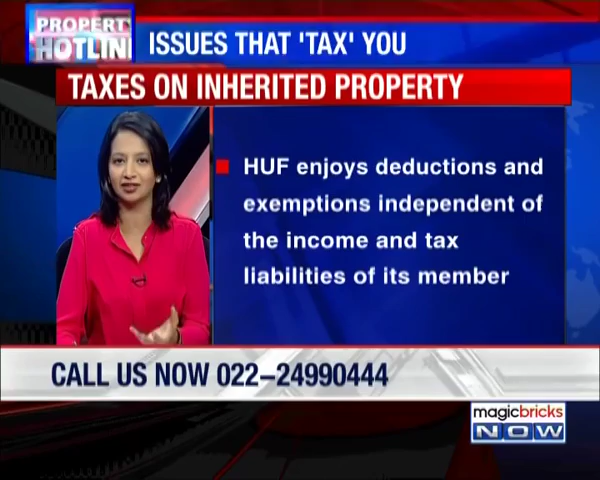 PROPERTY
HOTLIN
ISSUES THAT 'TAX' YOU
TAXES ON INHERITED PROPERTY
HUF enjoys deductions and
exemptions independent of
the income and tax
liabilities of its member
CALL US NOW 022–24990444
magicbricks
NOW